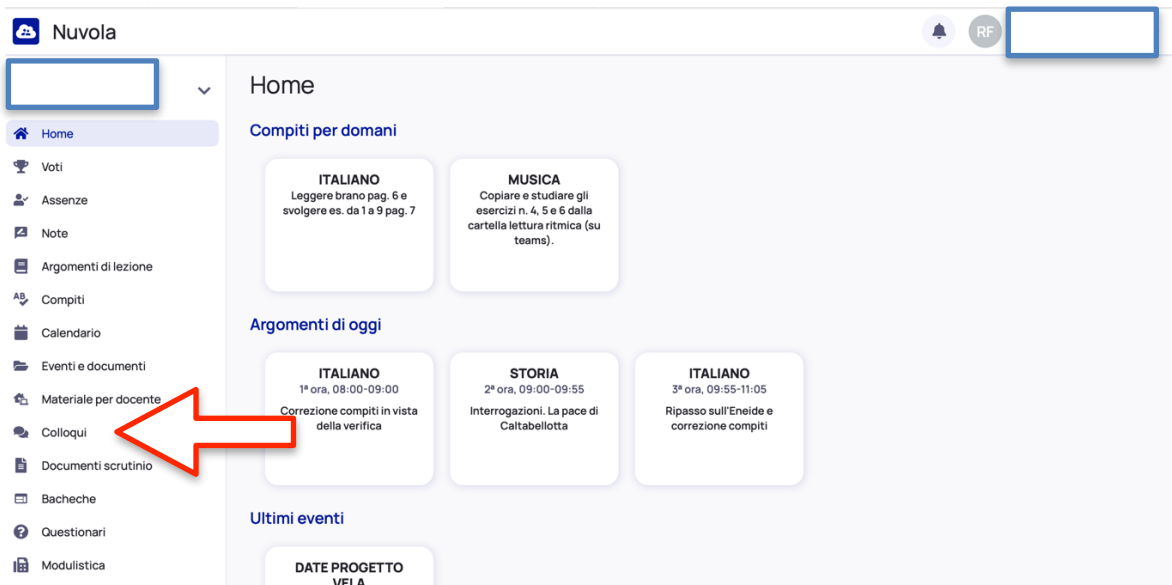 Nuvola
RF
Home
Home
Voti
Assenze
Note
Argomenti di lezione
Compiti
Calendario
Eventi e documenti
Materiale per docente
Colloqui
Documenti scrutinio
Bacheche
Questionari
Modulistica
Compiti per domani
ITALIANO
Leggere brano pag. 6 e
svolgere es. da 1 a 9 pag. 7
MUSICA
Copiare e studiare gli
esercizi n. 4, 5 e 6 dalla
cartella lettura ritmica (su
teams).
Argomenti di oggi
ITALIANO
1ª ora, 08:00-09:00
Correzione compiti in vista
della verifica
STORIA
2ª ora, 09:00-09:55
Interrogazioni. La pace di
Caltabellotta
ITALIANO
3ª ora, 09:55-11:05
Ripasso sull'Eneide e
correzione compiti
Ultimi eventi
DATE PROGETTO
VELA